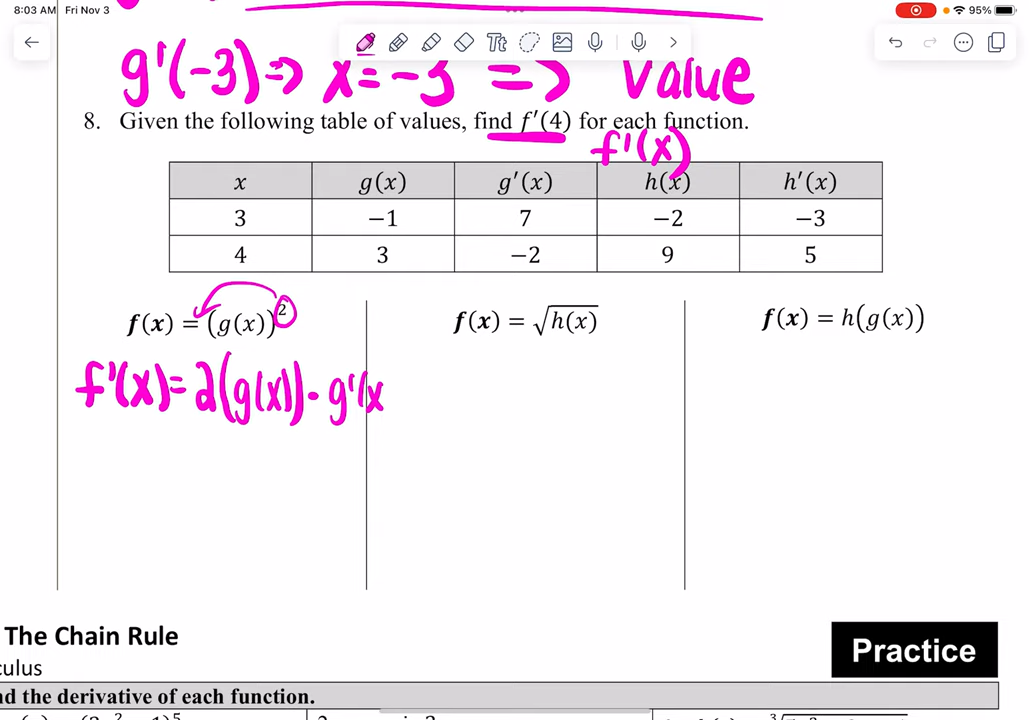 8:03 AM Fri Nov 3 95%
Tt
g'(-3) => x = -3 => value
8. Given the following table of values, find f′(4) for each function.
f'(x)
x g(x) g′(x) h(x) h′(x)
3 −1 7 −2 −3
4 3 −2 9 5
f(x) = (g(x))² f(x) = √h(x) f(x) = h(g(x))
f'(x) = 2(g(x)) · g'(x
The Chain Rule
culus
Practice
nd the derivative of each function.